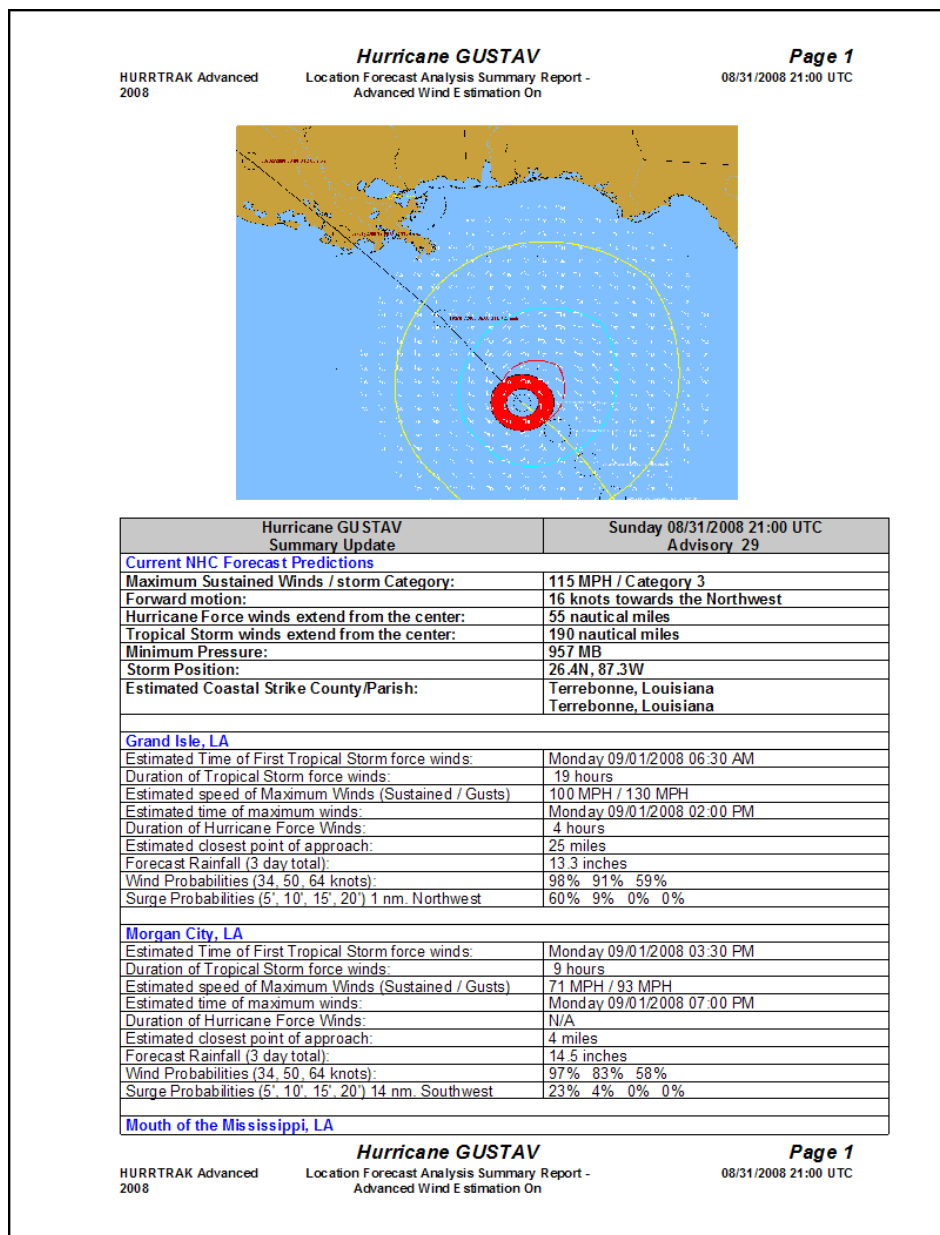 Hurricane GUSTAV Page 1
HURRTRAK Advanced Location Forecast Analysis Summary Report - 08/31/2008 21:00 UTC
2008 Advanced Wind Estimation On
Hurricane GUSTAV Sunday 08/31/2008 21:00 UTC
Summary Update Advisory 29
Current NHC Forecast Predictions
Maximum Sustained Winds / storm Category: 115 MPH / Category 3
Forward motion: 16 knots towards the Northwest
Hurricane Force winds extend from the center: 55 nautical miles
Tropical Storm winds extend from the center: 190 nautical miles
Minimum Pressure: 957 MB
Storm Position: 26.4N, 87.3W
Estimated Coastal Strike County/Parish: Terrebonne, Louisiana
Terrebonne, Louisiana
Grand Isle, LA
Estimated Time of First Tropical Storm force winds: Monday 09/01/2008 06:30 AM
Duration of Tropical Storm force winds: 19 hours
Estimated speed of Maximum Winds (Sustained / Gusts) 100 MPH / 130 MPH
Estimated time of maximum winds: Monday 09/01/2008 02:00 PM
Duration of Hurricane Force Winds: 4 hours
Estimated closest point of approach: 25 miles
Forecast Rainfall (3 day total): 13.3 inches
Wind Probabilities (34, 50, 64 knots): 98% 91% 59%
Surge Probabilities (5', 10', 15', 20') 1 nm. Northwest 60% 9% 0% 0%
Morgan City, LA
Estimated Time of First Tropical Storm force winds: Monday 09/01/2008 03:30 PM
Duration of Tropical Storm force winds: 9 hours
Estimated speed of Maximum Winds (Sustained / Gusts) 71 MPH / 93 MPH
Estimated time of maximum winds: Monday 09/01/2008 07:00 PM
Duration of Hurricane Force Winds: N/A
Estimated closest point of approach: 4 miles
Forecast Rainfall (3 day total): 14.5 inches
Wind Probabilities (34, 50, 64 knots): 97% 83% 58%
Surge Probabilities (5', 10', 15', 20') 14 nm. Southwest 23% 4% 0% 0%
Mouth of the Mississippi, LA
Hurricane GUSTAV Page 1
HURRTRAK Advanced Location Forecast Analysis Summary Report - 08/31/2008 21:00 UTC
2008 Advanced Wind Estimation On